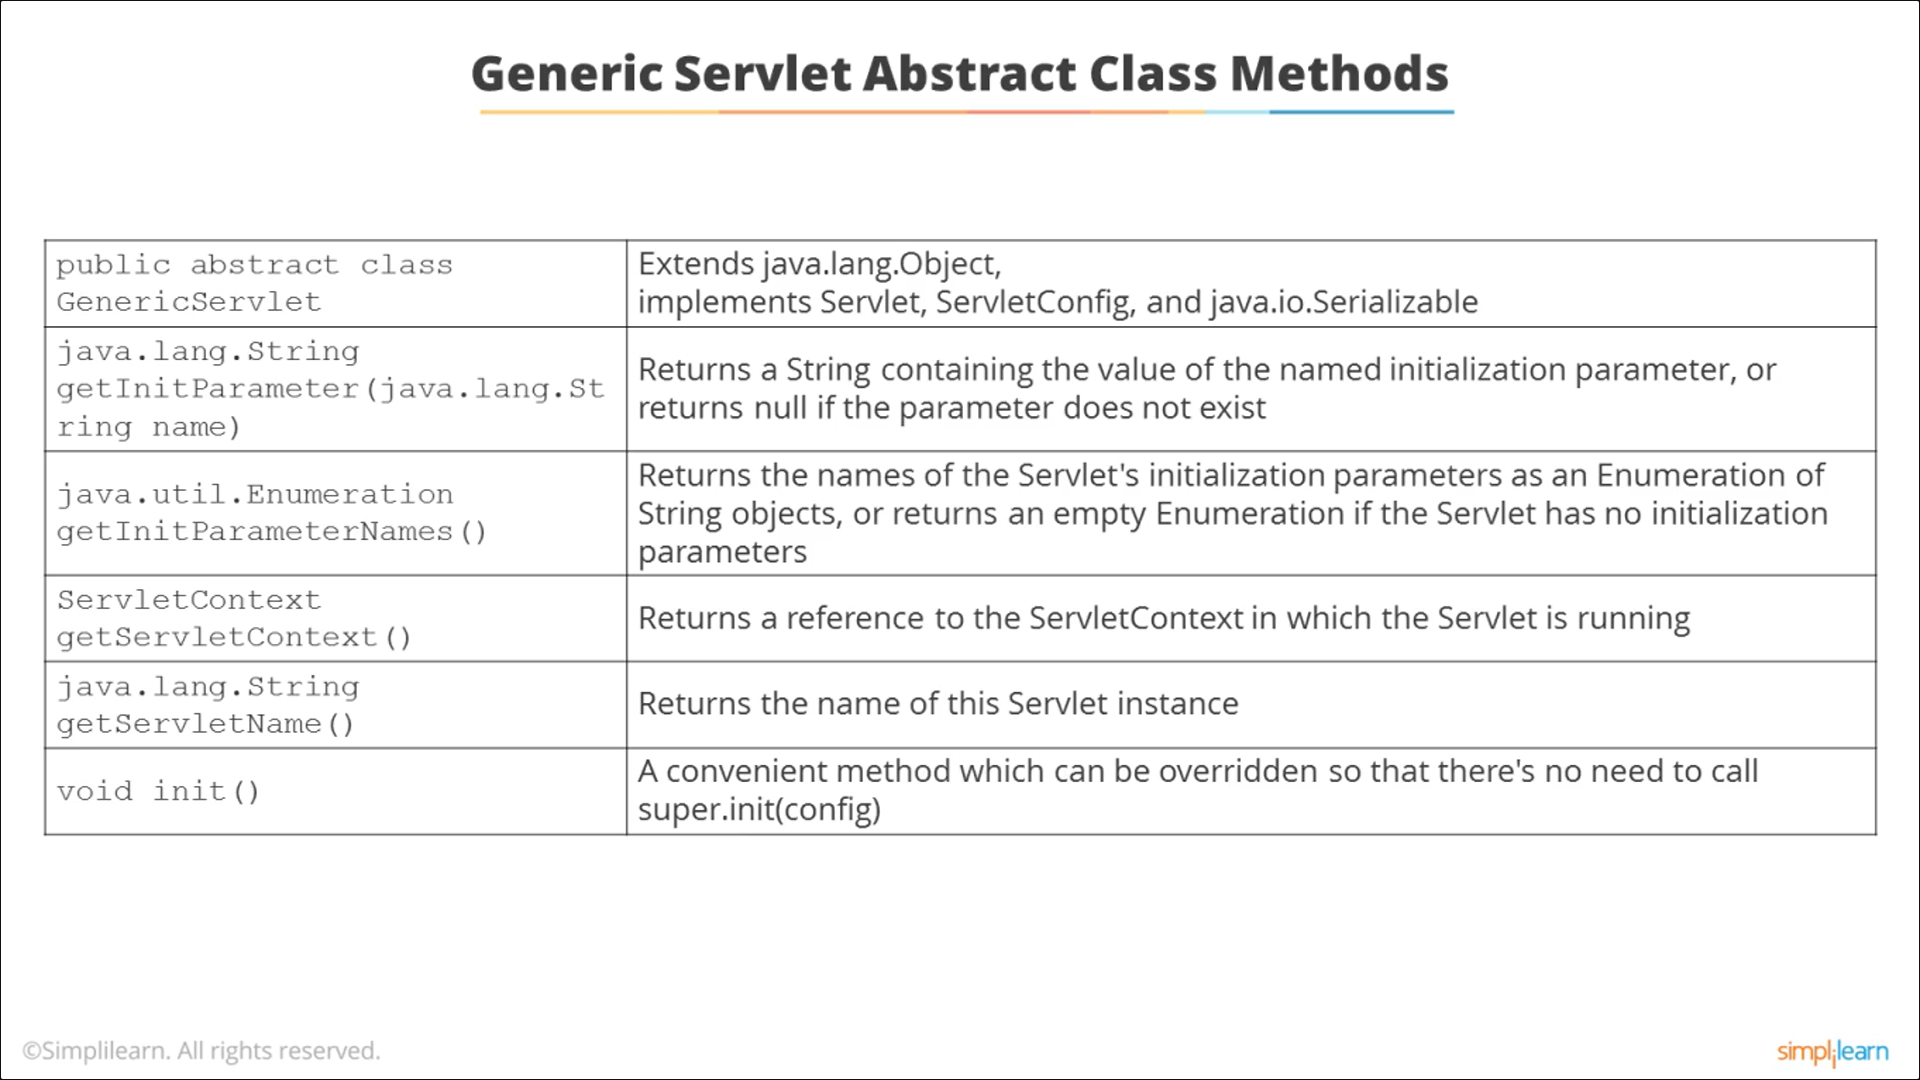 Generic Servlet Abstract Class Methods
public abstract class
GenericServlet
Extends java.lang.Object,
implements Servlet, ServletConfig, and java.io.Serializable
java.lang.String
getInitParameter(java.lang.St
ring name)
Returns a String containing the value of the named initialization parameter, or
returns null if the parameter does not exist
java.util.Enumeration
getInitParameterNames()
Returns the names of the Servlet's initialization parameters as an Enumeration of
String objects, or returns an empty Enumeration if the Servlet has no initialization
parameters
ServletContext
getServletContext()
Returns a reference to the ServletContext in which the Servlet is running
java.lang.String
getServletName()
Returns the name of this Servlet instance
void init()
A convenient method which can be overridden so that there's no need to call
super.init(config)
©Simplilearn. All rights reserved.
simplilearn